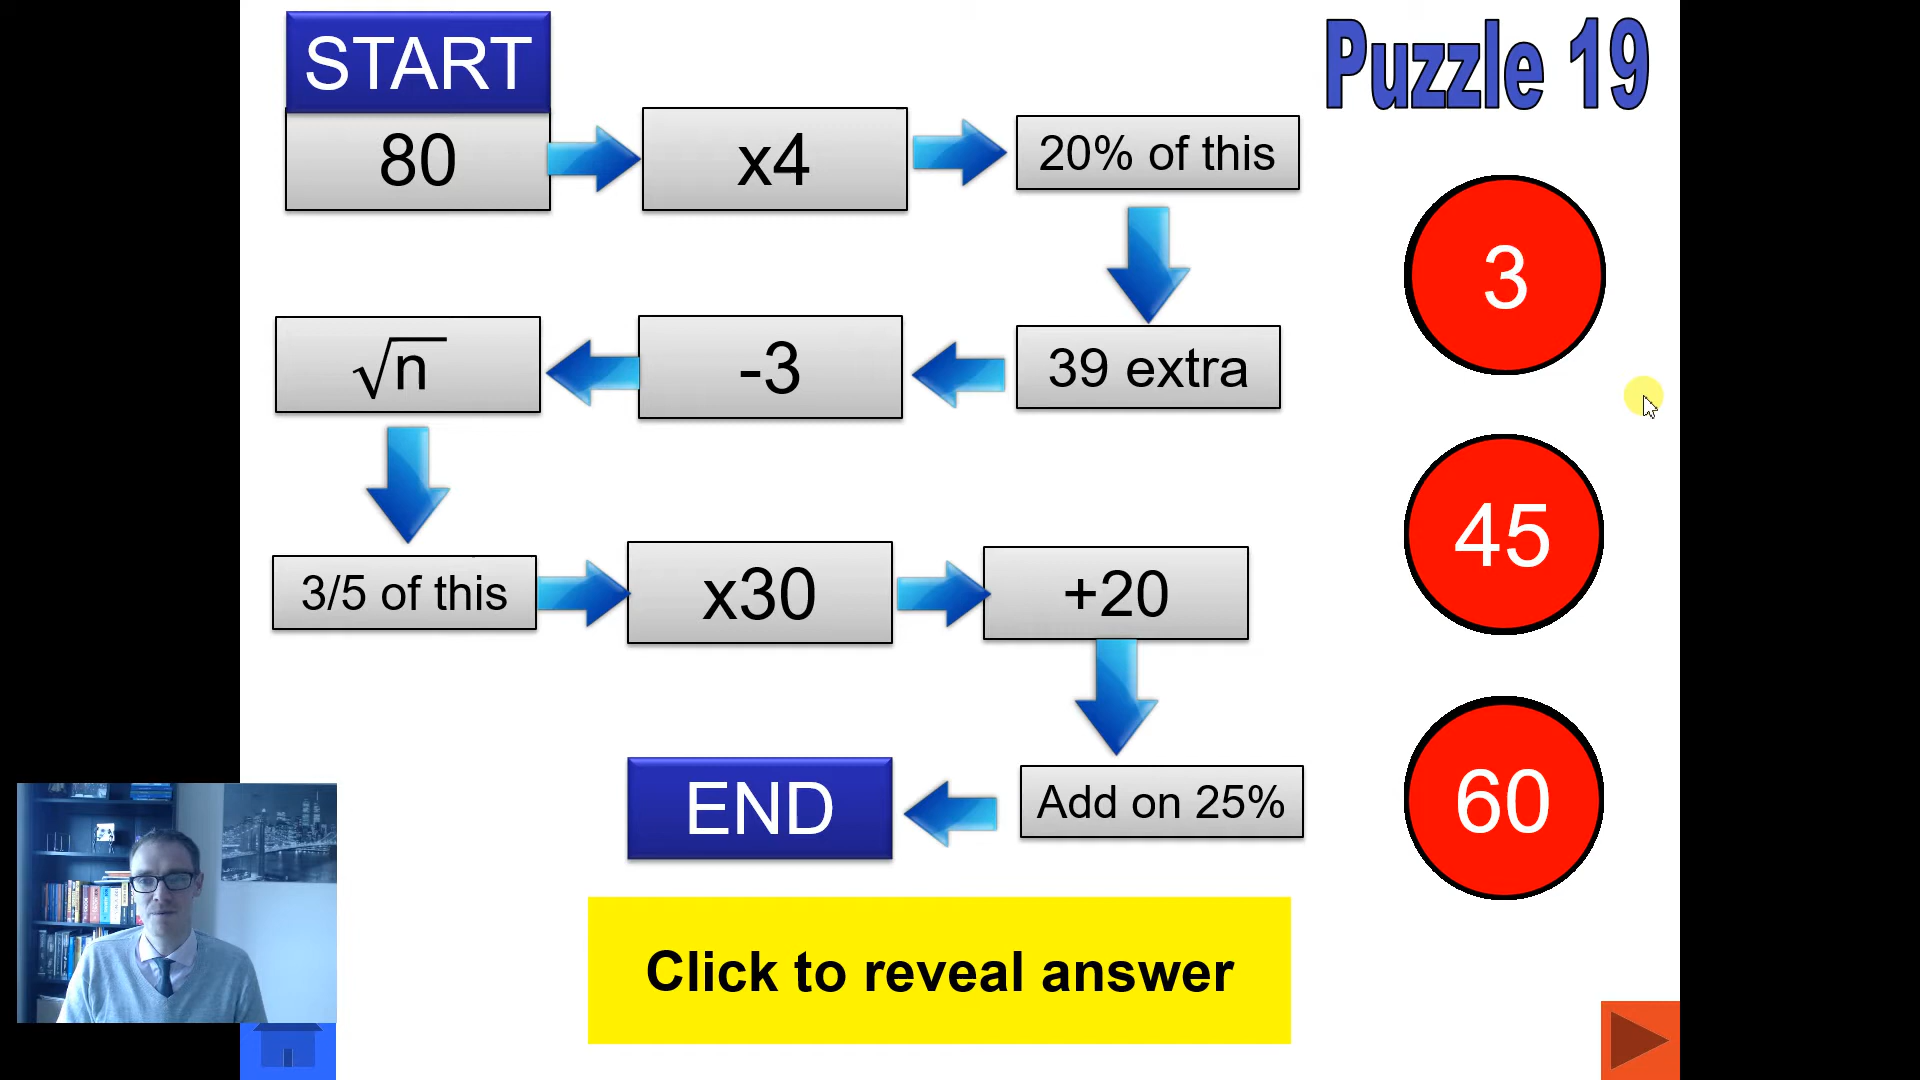 START
Puzzle 19
80
x4
20% of this
3
√n
-3
39 extra
45
3/5 of this
x30
+20
60
END
Add on 25%
Click to reveal answer